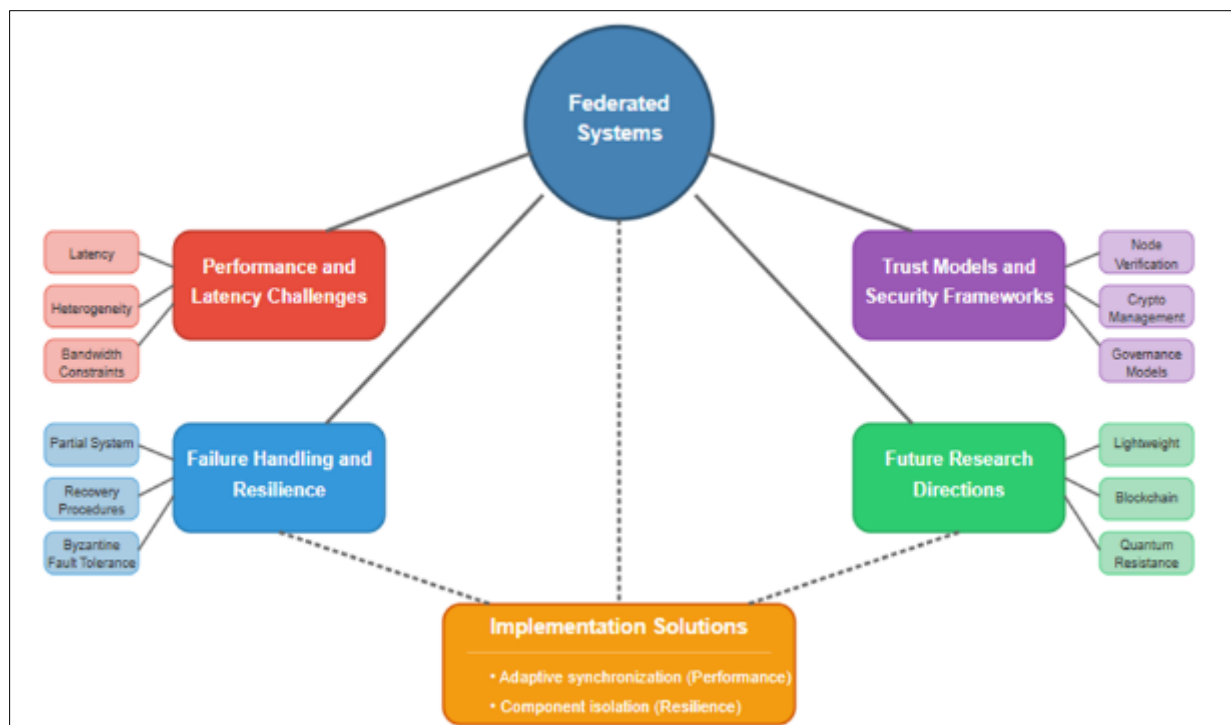 Federated
Systems
Latency
Heterogeneity
Bandwidth
Constraints
Performance and
Latency Challenges
Trust Models and
Security Frameworks
Node
Verification
Crypto
Management
Governance
Models
Partial System
Recovery
Procedures
Byzantine
Fault Tolerance
Failure Handling and
Resilience
Future Research
Directions
Lightweight
Blockchain
Quantum
Resistance
Implementation Solutions
• Adaptive synchronization (Performance)
• Component isolation (Resilience)